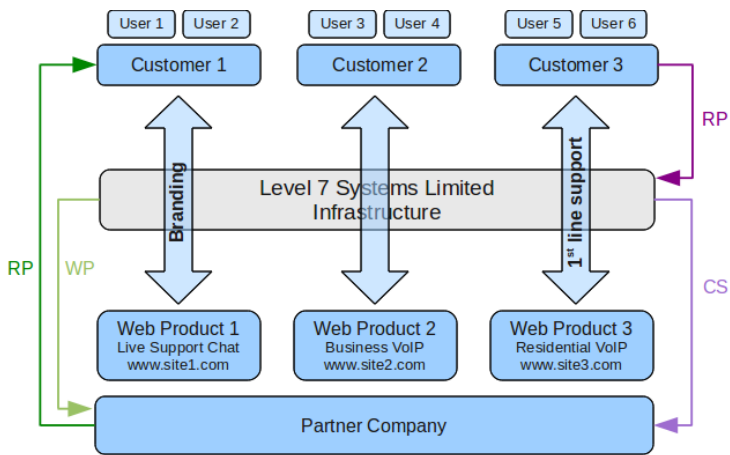 User 1 User 2 User 3 User 4 User 5 User 6
Customer 1 Customer 2 Customer 3
RP
Branding
1st line support
Level 7 Systems Limited
Infrastructure
RP WP
CS
Web Product 1
Live Support Chat
www.site1.com
Web Product 2
Business VoIP
www.site2.com
Web Product 3
Residential VoIP
www.site3.com
Partner Company